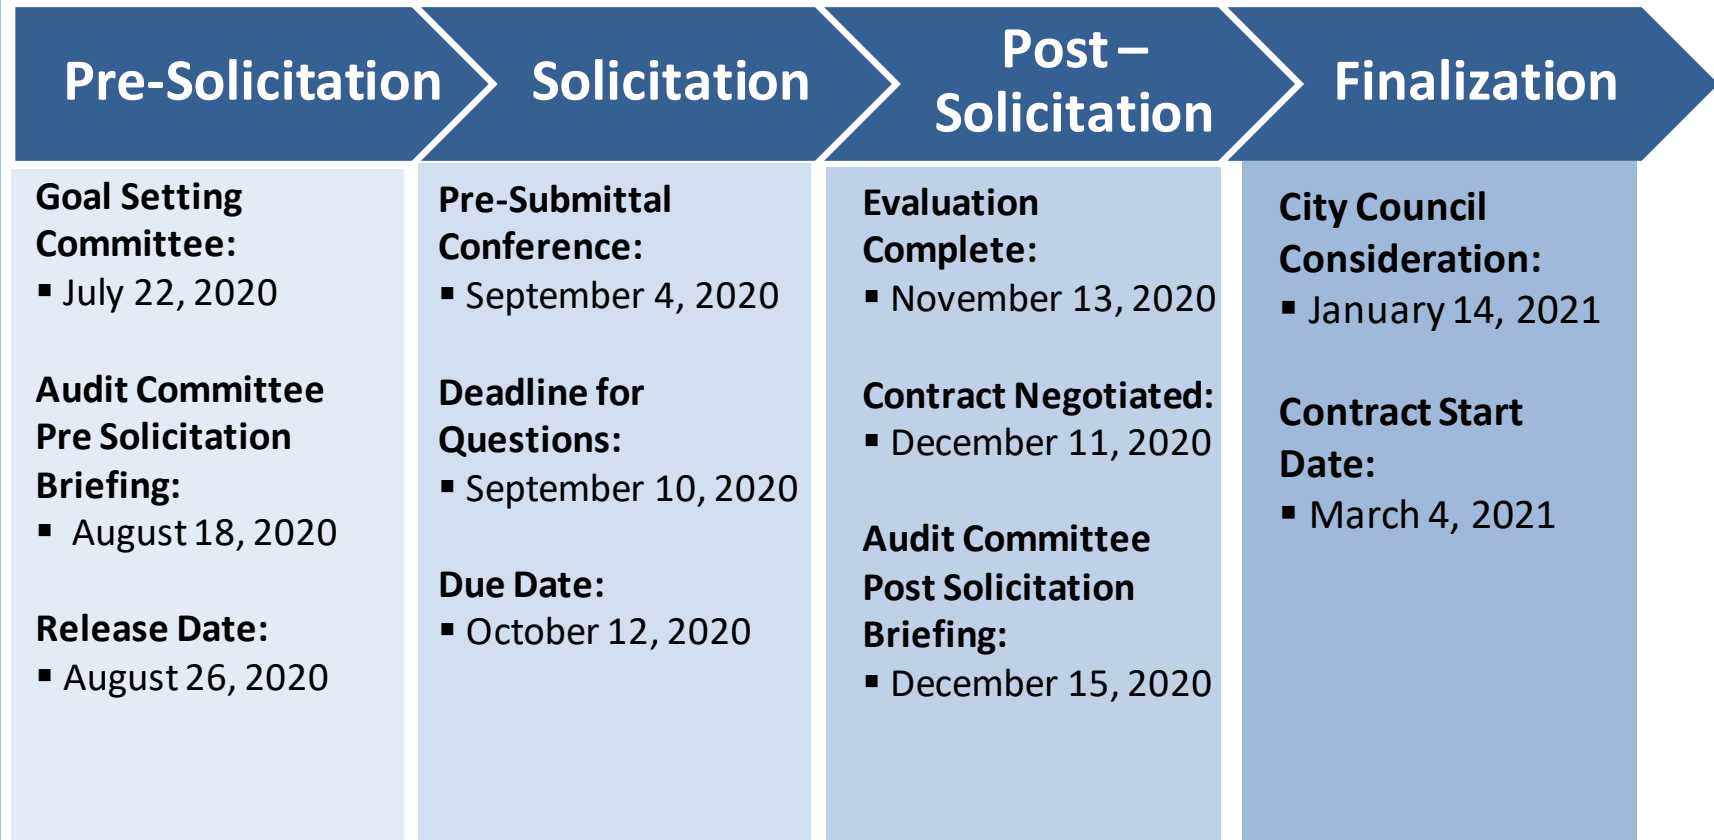 Pre-Solicitation
Solicitation
Post –
Solicitation
Finalization
Goal Setting
Committee:
▪ July 22, 2020
Audit Committee
Pre Solicitation
Briefing:
▪ August 18, 2020
Release Date:
▪ August 26, 2020
Pre-Submittal
Conference:
▪ September 4, 2020
Deadline for
Questions:
▪ September 10, 2020
Due Date:
▪ October 12, 2020
Evaluation
Complete:
▪ November 13, 2020
Contract Negotiated:
▪ December 11, 2020
Audit Committee
Post Solicitation
Briefing:
▪ December 15, 2020
City Council
Consideration:
▪ January 14, 2021
Contract Start
Date:
▪ March 4, 2021